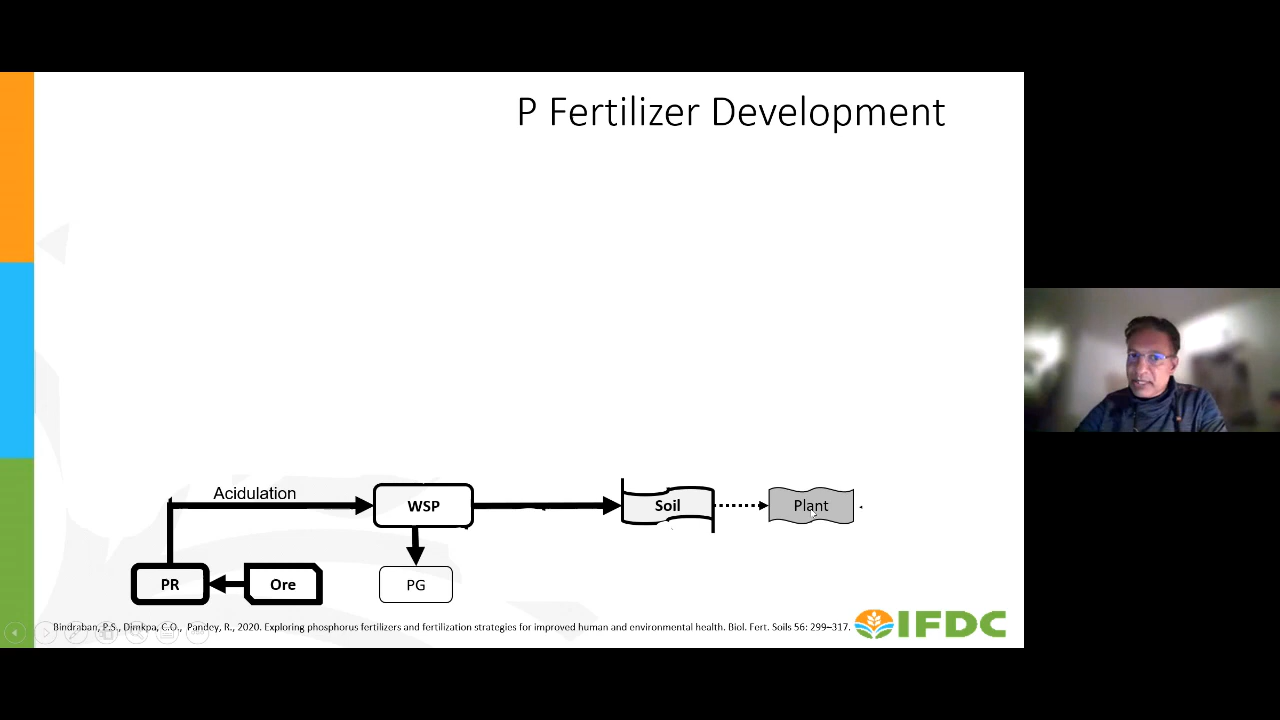 P Fertilizer Development
Acidulation
WSP
Soil
Plant
PR
Ore
PG
Bindraban, P.S., Dimkpa, C.O., Pandey, R., 2020. Exploring phosphorus fertilizers and fertilization strategies for improved human and environmental health. Biol. Fert. Soils 56: 299–317.
IFDC